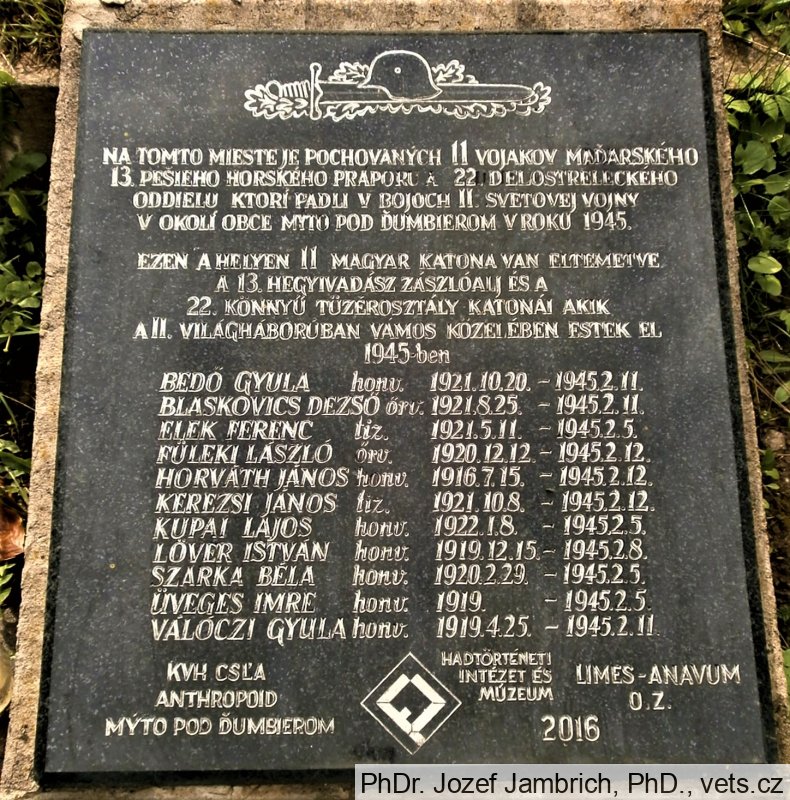 NA TOMTO MIESTE JE POCHOVANÝCH 11 VOJAKOV MAĎARSKÉHO
13. PEŠIEHO HORSKÉHO PRÁPORU A 22. DELOSTRELECKÉHO
ODDIELU KTORÍ PADLI V BOJOCH II. SVETOVEJ VOJNY
V OKOLÍ OBCE MÝTO POD ĎUMBIEROM V ROKU 1945.
EZEN A HELYEN 11 MAGYAR KATONA VAN ELTEMETVE
A 13. HEGYIVADÁSZ ZÁSZLÓALJ ÉS A
22. KÖNNYŰ TÜZÉROSZTÁLY KATONÁI AKIK
A II. VILÁGHÁBORÚBAN VÁMOS KÖZELÉBEN ESTEK EL
1945-ben
BEDŐ GYULA honv. 1921.10.20. - 1945.2.11.
BLASKOVICS DEZSŐ őrv. 1921.8.25. - 1945.2.11.
ELEK FERENC tiz. 1921.5.11. - 1945.2.5.
FÜLEKI LÁSZLÓ őrv. 1920.12.12. - 1945.2.12.
HORVÁTH JÁNOS honv. 1916.7.15. - 1945.2.12.
KEREZSI JÁNOS tiz. 1921.10.8. - 1945.2.12.
KUPAI LAJOS honv. 1922.1.8. - 1945.2.5.
LŐVER ISTVÁN honv. 1919.12.15. - 1945.2.8.
SZARKA BÉLA honv. 1920.2.29. - 1945.2.5.
ÜVEGES IMRE honv. 1919. - 1945.2.5.
VÁLÓCZI GYULA honv. 1919.4.25. - 1945.2.11.
KVH CSĽA
ANTHROPOID
MÝTO POD ĎUMBIEROM
HADTÖRTÉNETI
INTÉZET ÉS
MÚZEUM
LIMES-ANAVUM
O.Z.
2016
PhDr. Jozef Jambrich, PhD., vets.cz